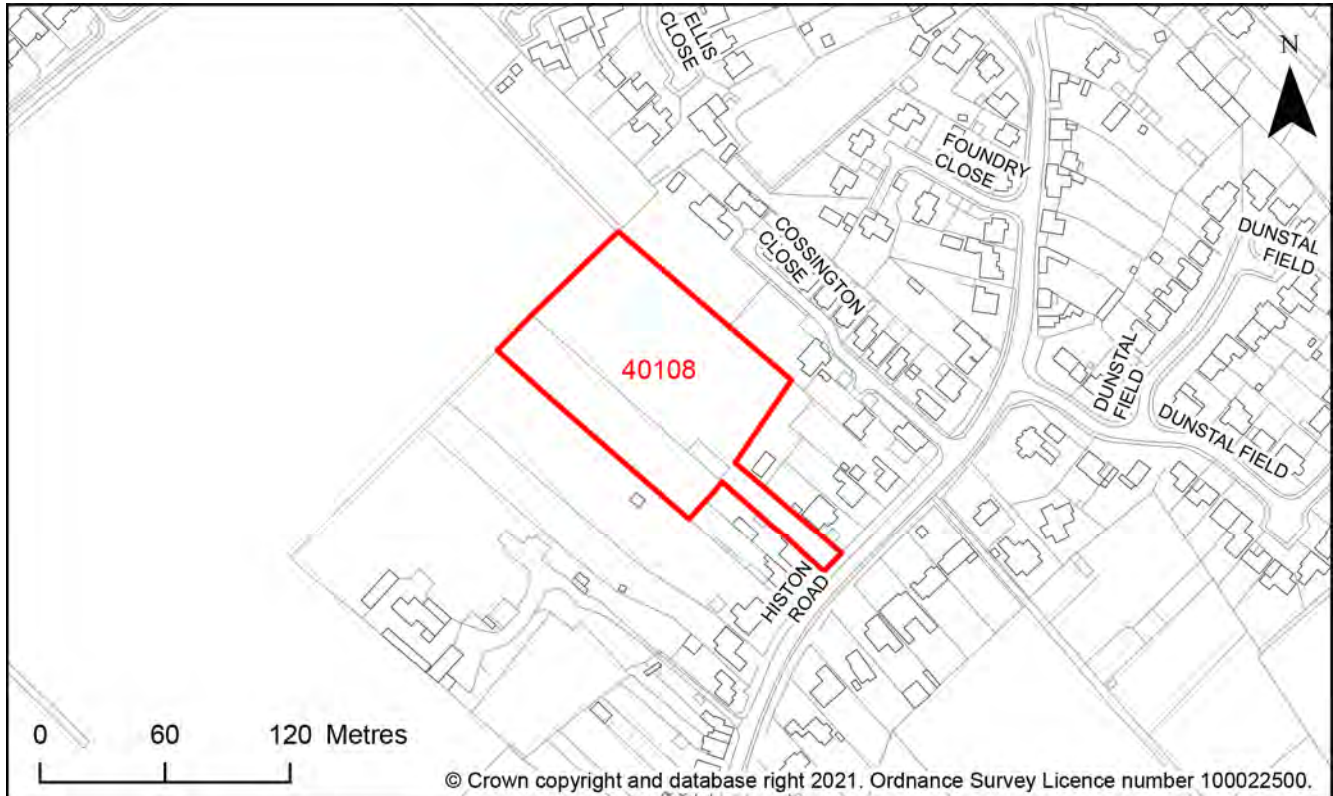 ELLIS
CLOSE
N
FOUNDRY
CLOSE
COSSINGTON
CLOSE
DUNSTAL
FIELD
40108
DUNSTAL
FIELD
DUNSTAL FIELD
HISTON
ROAD
0 60 120 Metres
© Crown copyright and database right 2021. Ordnance Survey Licence number 100022500.